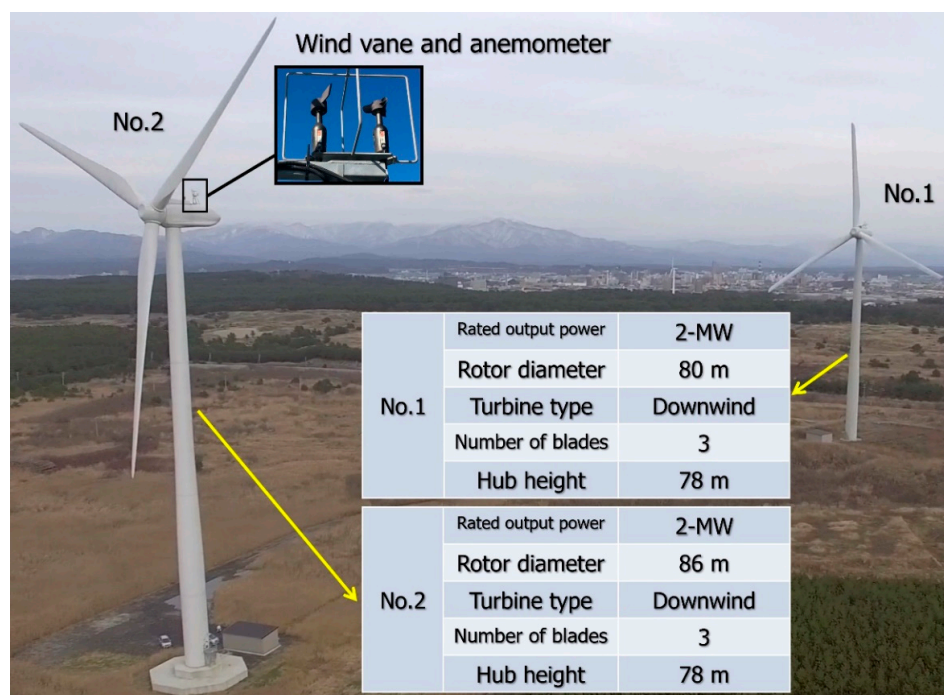 Wind vane and anemometer
No.2
No.1
No.1
Rated output power 2-MW
Rotor diameter 80 m
Turbine type Downwind
Number of blades 3
Hub height 78 m
No.2
Rated output power 2-MW
Rotor diameter 86 m
Turbine type Downwind
Number of blades 3
Hub height 78 m